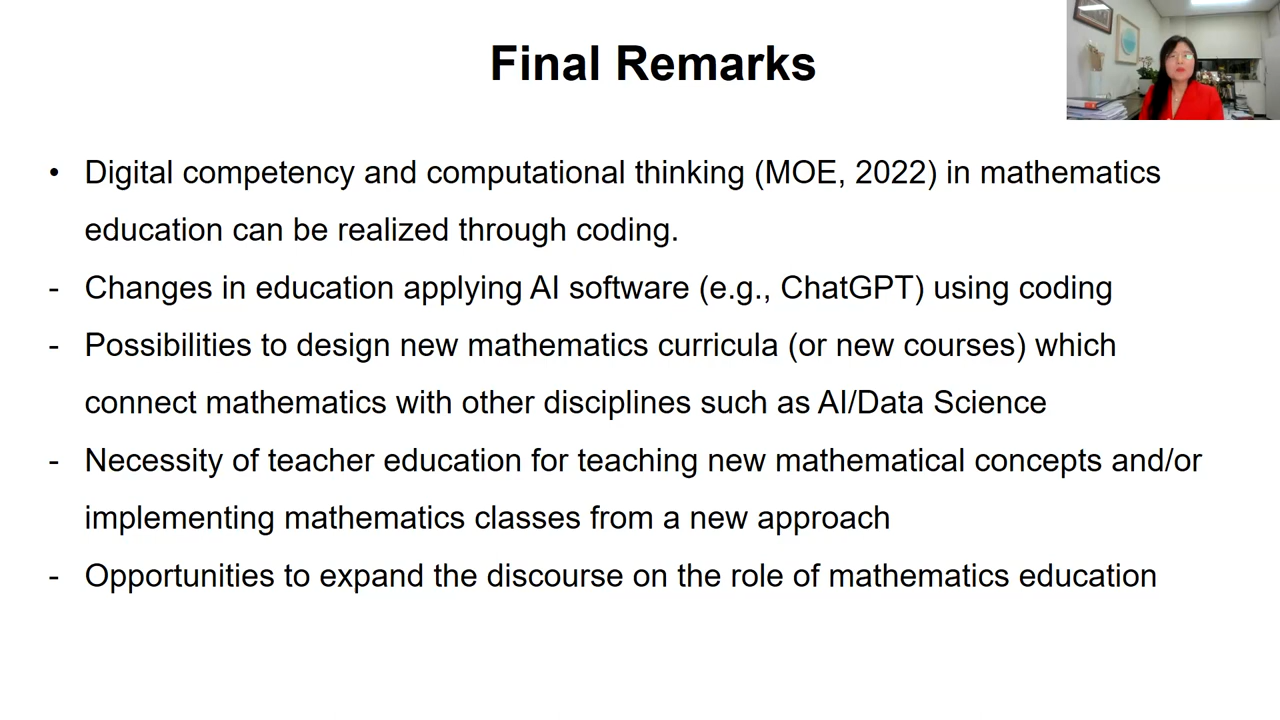 Final Remarks
• Digital competency and computational thinking (MOE, 2022) in mathematics
education can be realized through coding.
- Changes in education applying AI software (e.g., ChatGPT) using coding
- Possibilities to design new mathematics curricula (or new courses) which
connect mathematics with other disciplines such as AI/Data Science
- Necessity of teacher education for teaching new mathematical concepts and/or
implementing mathematics classes from a new approach
- Opportunities to expand the discourse on the role of mathematics education